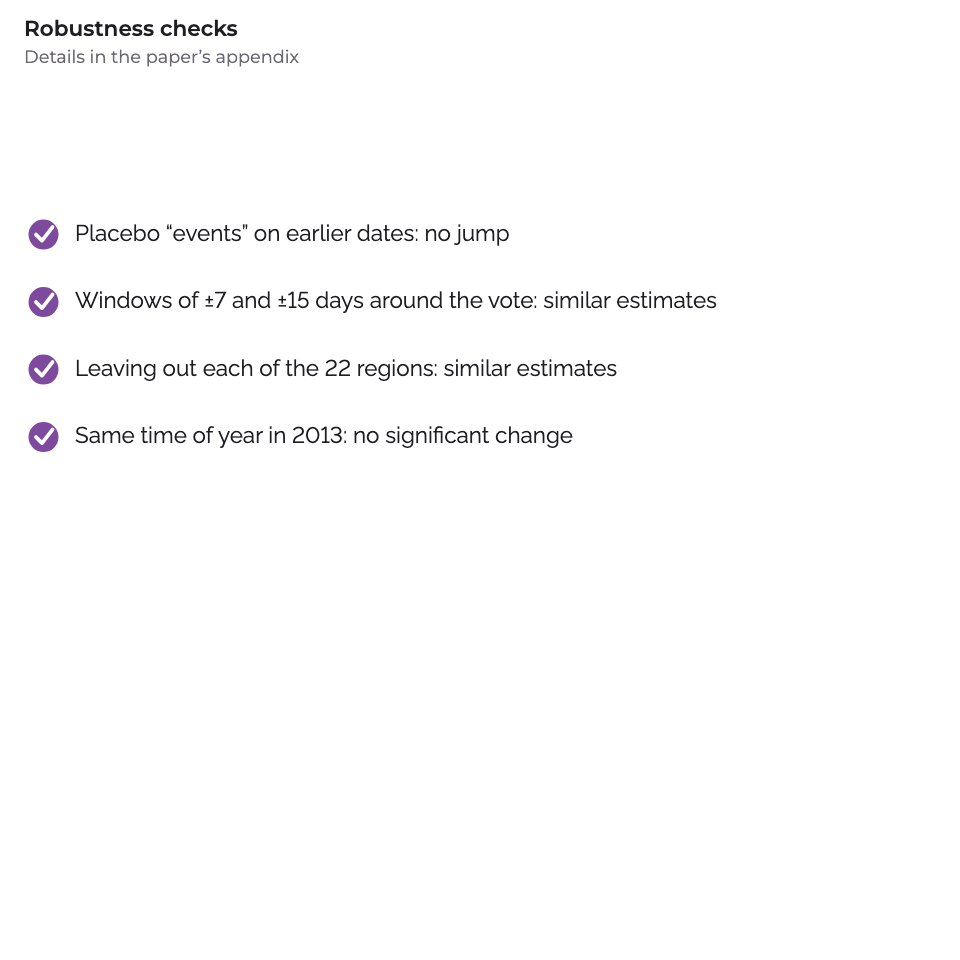 Robustness checks
Details in the paper’s appendix
Placebo “events” on earlier dates: no jump
Windows of ±7 and ±15 days around the vote: similar estimates
Leaving out each of the 22 regions: similar estimates
Same time of year in 2013: no significant change